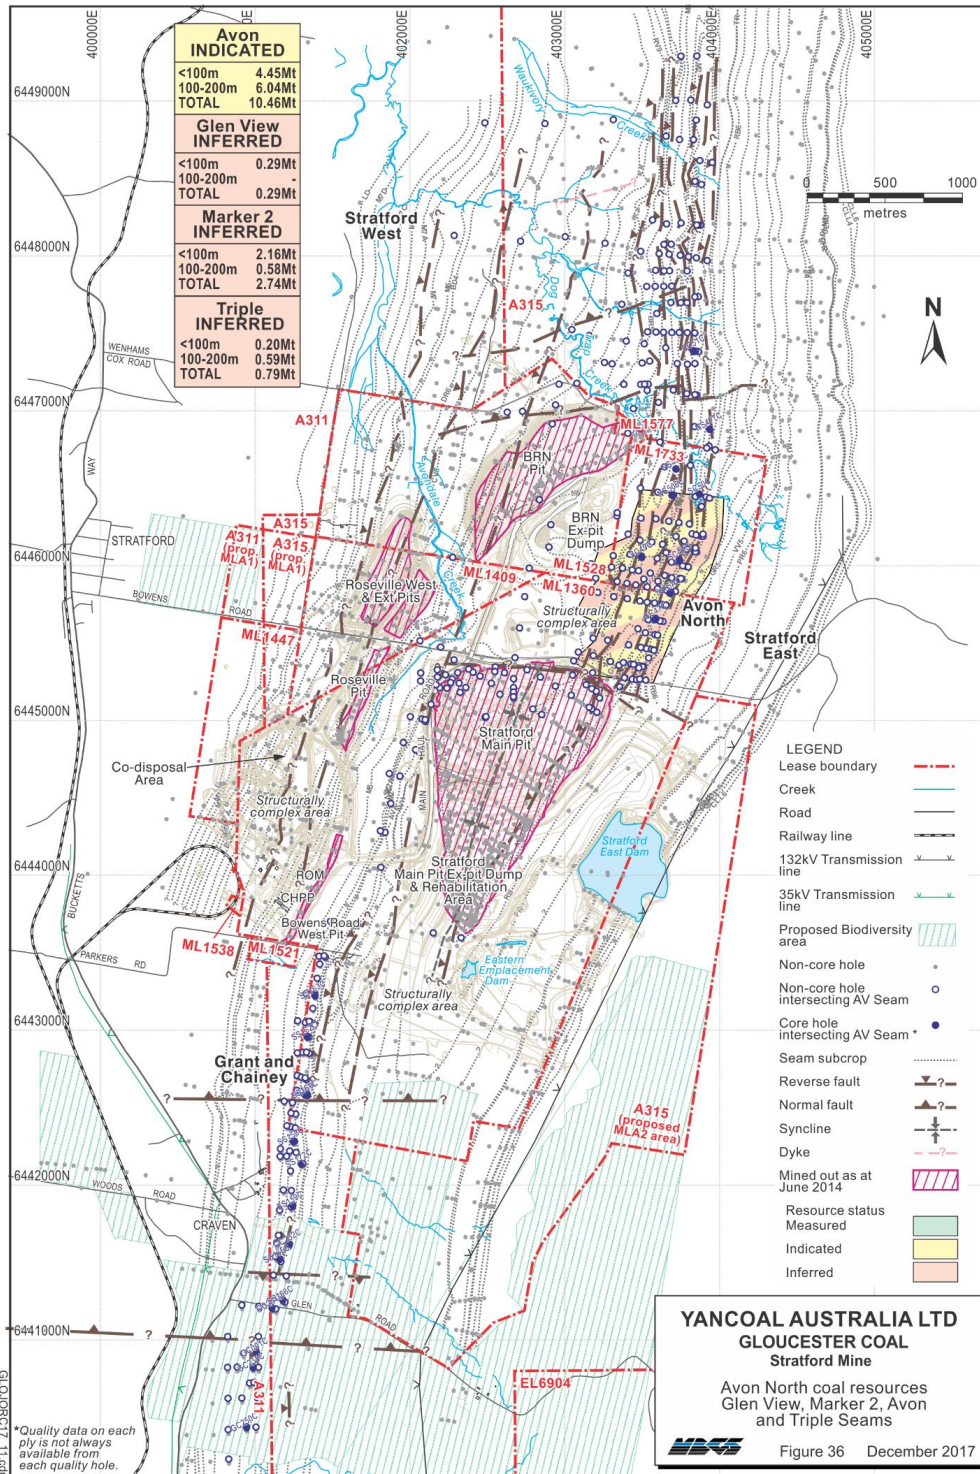 400000E
402000E
403000E
404000E
405000E
Avon
INDICATED
<100m 4.45Mt
100-200m 6.04Mt
TOTAL 10.46Mt
Glen View
INFERRED
<100m 0.29Mt
100-200m -
TOTAL 0.29Mt
Marker 2
INFERRED
<100m 2.16Mt
100-200m 0.58Mt
TOTAL 2.74Mt
Triple
INFERRED
<100m 0.20Mt
100-200m 0.59Mt
TOTAL 0.79Mt
6449000N
6448000N
6447000N
6446000N
6445000N
6444000N
6443000N
6442000N
6441000N
Waukivory
Creek
0 500 1000
metres
Stratford
West
A315
Dog
Trap
Creek
N
WENHAMS
COX ROAD
A311
ML1577
ML1733
WAY
BRN
Pit
Avondale
Creek
BRN
Ex-pit
Dump
STRATFORD
A315
A311
(prop
MLA1)
A315
(prop
MLA1)
ML1528
ML1409
ML1360
Roseville West
& Ext Pits
Structurally
complex area
Avon
North
BOWENS
ROAD
ML1447
Stratford
East
Roseville
Pit
Stratford
Main Pit
Co-disposal
Area
MAIN
HAUL
ROAD
Structurally
complex area
Stratford
East Dam
Stratford
Main Pit Ex-pit Dump
& Rehabilitation
Area
ROM
CHPP
Bowens Road
West Pit
BUCKETTS
ML1538
ML1521
PARKERS RD
Eastern
Emplacement
Dam
Structurally
complex area
Grant and
Chainey
A315
(proposed
MLA2 area)
WOODS ROAD
CRAVEN
GLEN
ROAD
A311
EL6904
LEGEND
Lease boundary
Creek
Road
Railway line
132kV Transmission
line
35kV Transmission
line
Proposed Biodiversity
area
Non-core hole
Non-core hole
intersecting AV Seam
Core hole
intersecting AV Seam *
Seam subcrop
Reverse fault
Normal fault
Syncline
Dyke
Mined out as at
June 2014
Resource status
Measured
Indicated
Inferred
*Quality data on each
ply is not always
available from
each quality hole.
YANCOAL AUSTRALIA LTD
GLOUCESTER COAL
Stratford Mine
Avon North coal resources
Glen View, Marker 2, Avon
and Triple Seams
Figure 36 December 2017